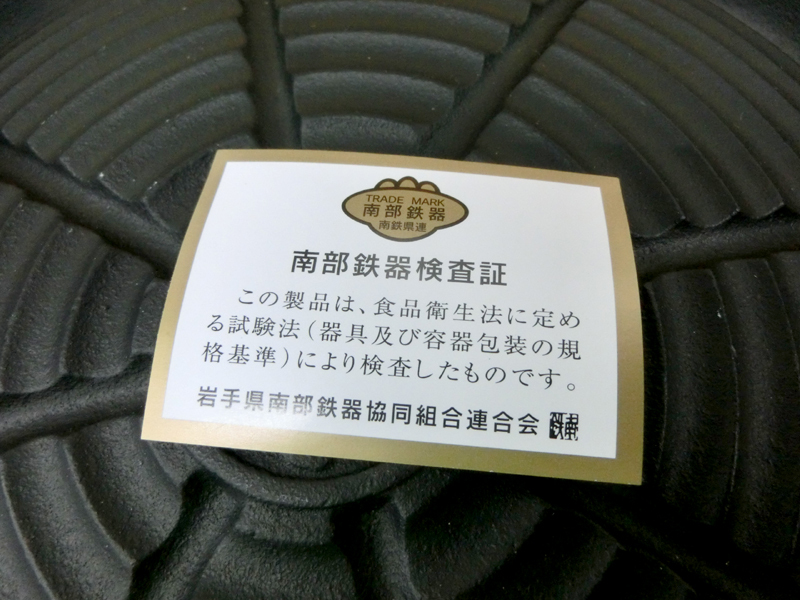 TRADE MARK
南部鉄器
南鉄県連
南部鉄器検査証
この製品は、食品衛生法に定め
る試験法(器具及び容器包装の規
格基準)により検査したものです。
岩手県南部鉄器協同組合連合会